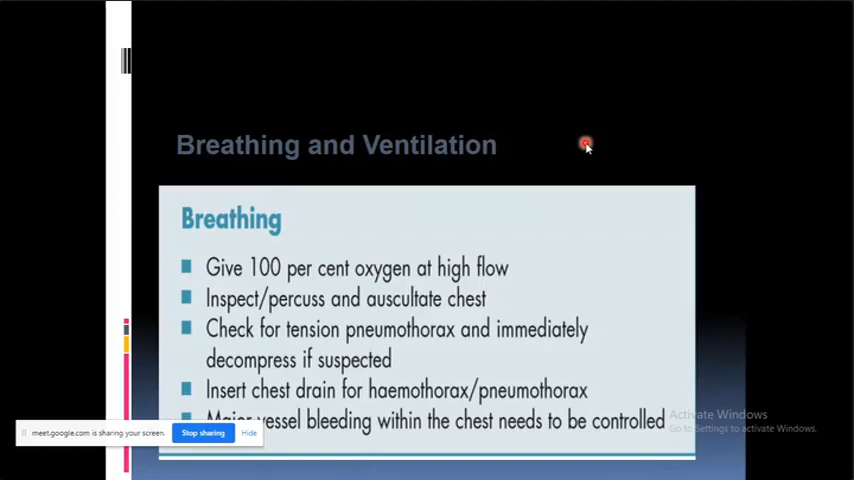 Breathing and Ventilation
Breathing
Give 100 per cent oxygen at high flow
Inspect/percuss and auscultate chest
Check for tension pneumothorax and immediately
decompress if suspected
Insert chest drain for haemothorax/pneumothorax
Major vessel bleeding within the chest needs to be controlled
Activate Windows
Go to Settings to activate Windows.
meet.google.com is sharing your screen.
Stop sharing
Hide